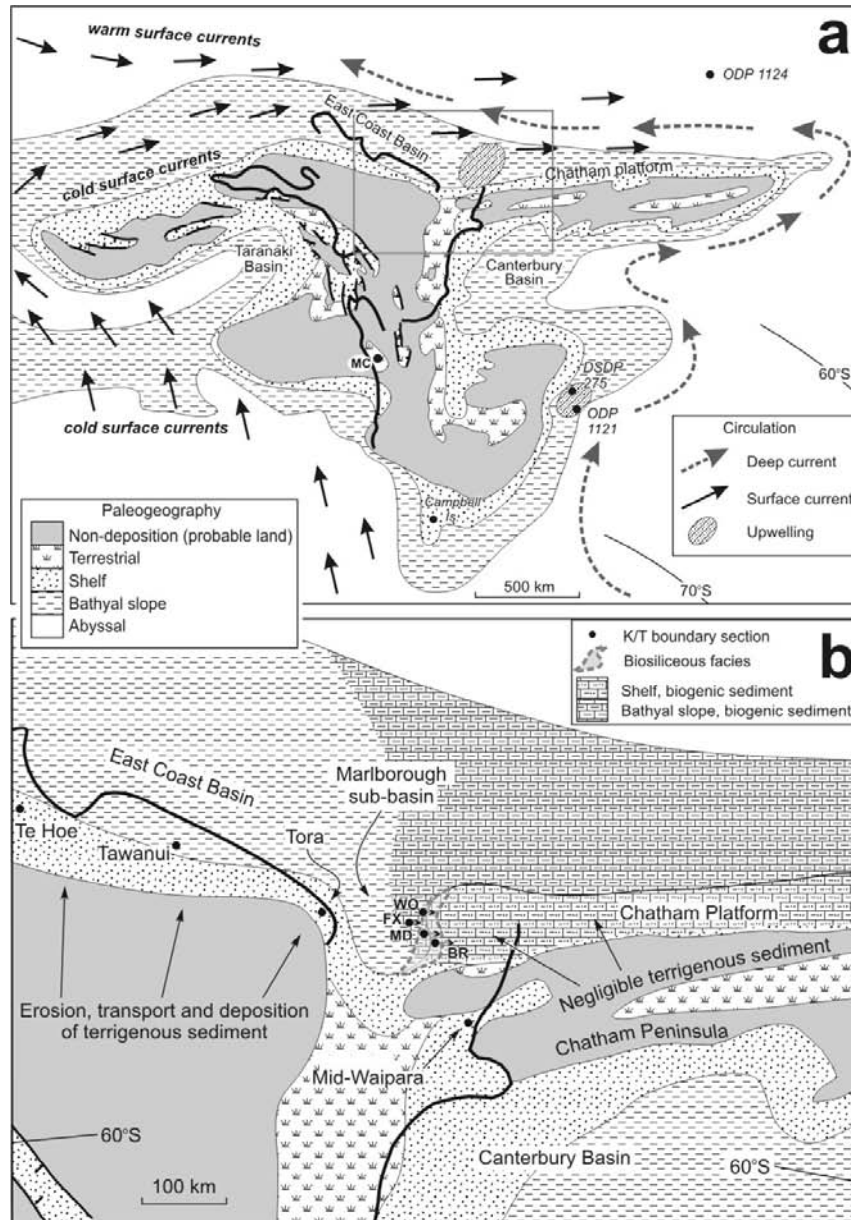 a
warm surface currents
ODP 1124
East Coast Basin
cold surface currents
Chatham platform
Taranaki
Basin
Canterbury
Basin
MC
DSDP
275
ODP
1121
60°S
cold surface currents
Campbell
Is
500 km
70°S
Circulation
Deep current
Surface current
Upwelling
Paleogeography
Non-deposition (probable land)
Terrestrial
Shelf
Bathyal slope
Abyssal
b
K/T boundary section
Biosiliceous facies
Shelf, biogenic sediment
Bathyal slope, biogenic sediment
East Coast Basin
Marlborough
sub-basin
Te Hoe
Tawanui
Tora
WO
FX
MD
BR
Chatham Platform
Negligible terrigenous sediment
Erosion, transport and deposition
of terrigenous sediment
Chatham Peninsula
Mid-Waipara
60°S
Canterbury Basin
60°S
100 km